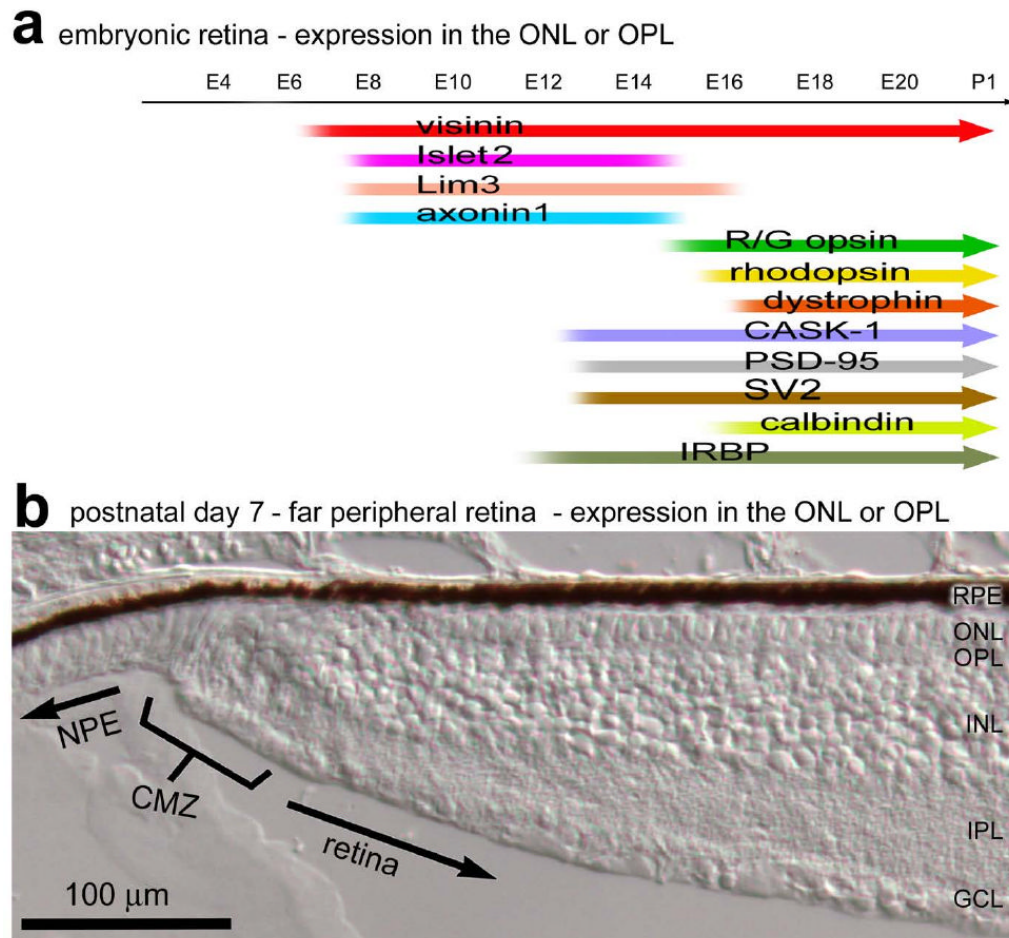 a embryonic retina - expression in the ONL or OPL
E4 E6 E8 E10 E12 E14 E16 E18 E20 P1
visinin
Islet2
Lim3
axonin1
R/G opsin
rhodopsin
dystrophin
CASK-1
PSD-95
SV2
calbindin
IRBP
b postnatal day 7 - far peripheral retina - expression in the ONL or OPL
RPE
ONL
OPL
INL
NPE
CMZ
retina
IPL
GCL
100 µm